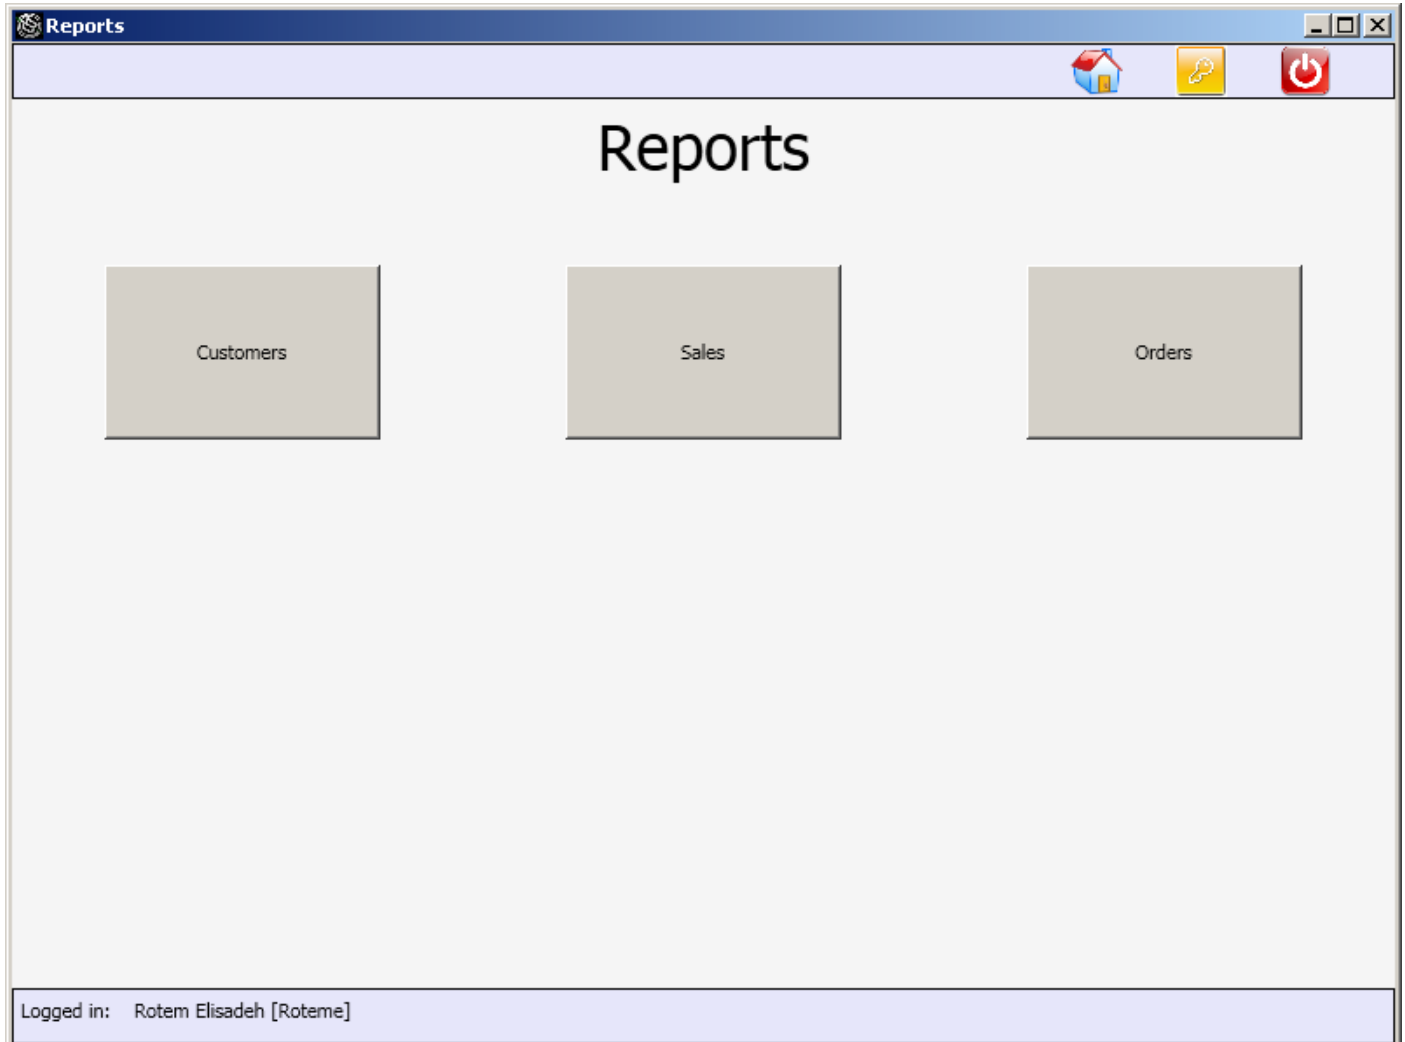 Reports
Reports
Customers
Sales
Orders
Logged in: Rotem Elisadeh [Roteme]